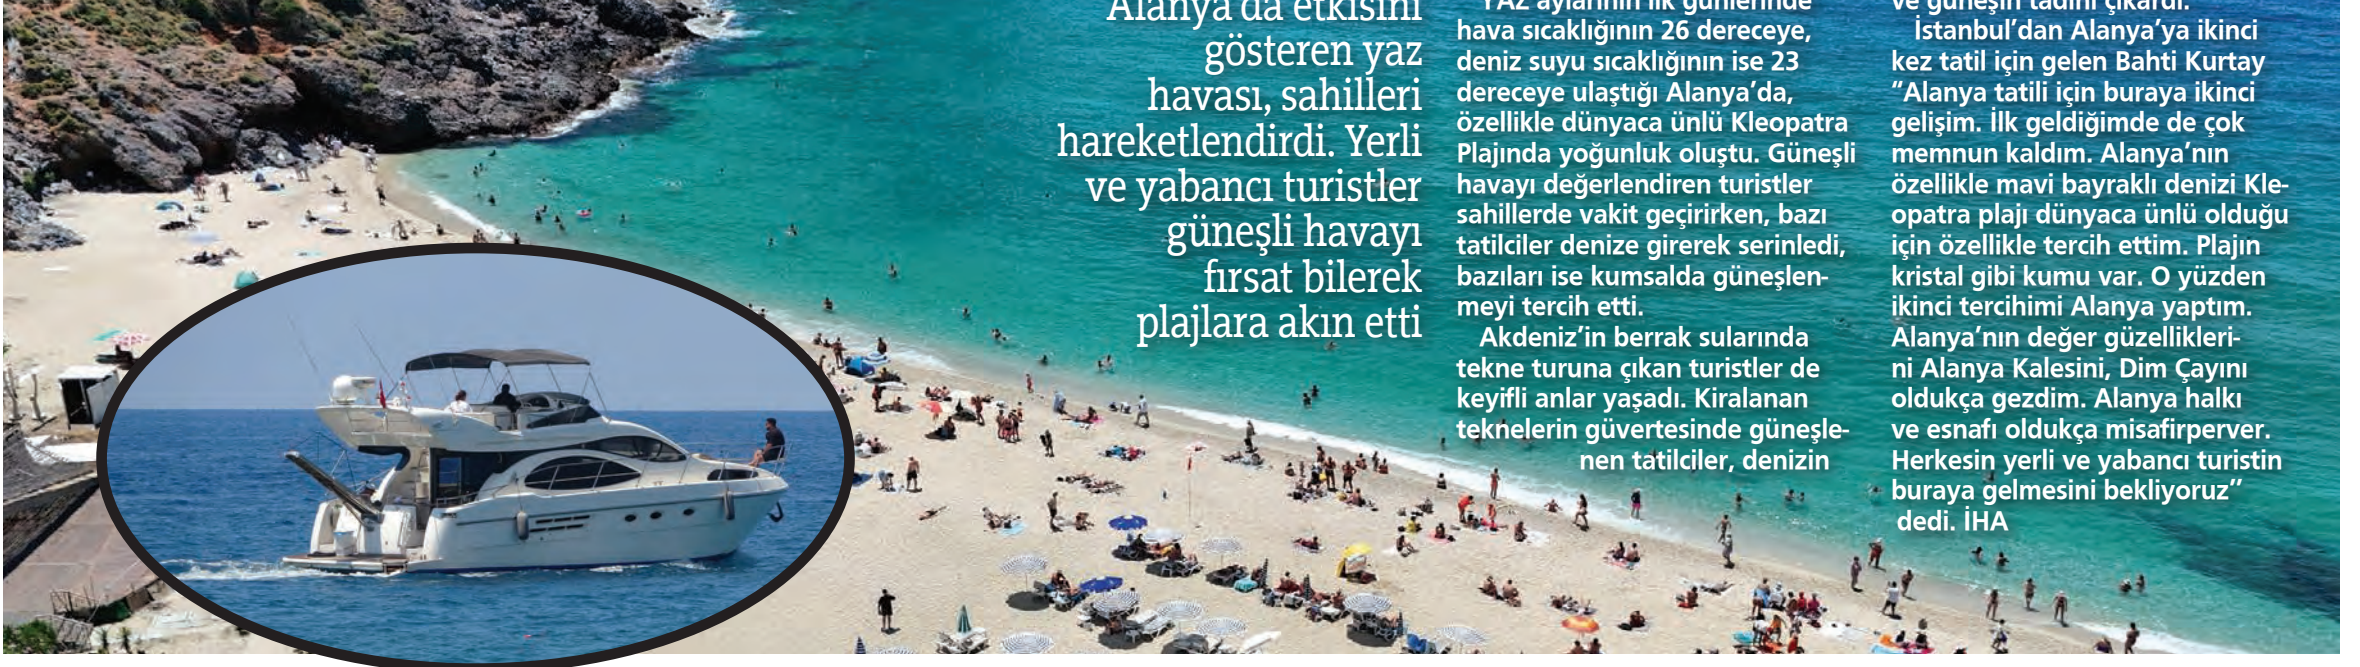 Alanya'da etkisini
gösteren yaz
havası, sahilleri
hareketlendirdi. Yerli
ve yabancı turistler
güneşli havayı
fırsat bilerek
plajlara akın etti
YAZ aylarının ilk günlerinde
hava sıcaklığının 26 dereceye,
deniz suyu sıcaklığının ise 23
dereceye ulaştığı Alanya’da,
özellikle dünyaca ünlü Kleopatra
Plajında yoğunluk oluştu. Güneşli
havayı değerlendiren turistler
sahillerde vakit geçirirken, bazı
tatilciler denize girerek serinledi,
bazıları ise kumsalda güneşlen-
meyi tercih etti.
Akdeniz’in berrak sularında
tekne turuna çıkan turistler de
keyifli anlar yaşadı. Kiralanan
teknelerin güvertesinde güneşle-
nen tatilciler, denizin
ve güneşin tadını çıkardı.
İstanbul’dan Alanya’ya ikinci
kez tatil için gelen Bahti Kurtay
“Alanya tatili için buraya ikinci
gelişim. İlk geldiğimde de çok
memnun kaldım. Alanya’nın
özellikle mavi bayraklı denizi Kle-
opatra plajı dünyaca ünlü olduğu
için özellikle tercih ettim. Plajın
kristal gibi kumu var. O yüzden
ikinci tercihimi Alanya yaptım.
Alanya’nın değer güzellikleri-
ni Alanya Kalesini, Dim Çayını
oldukça gezdim. Alanya halkı
ve esnafı oldukça misafirperver.
Herkesin yerli ve yabancı turistin
buraya gelmesini bekliyoruz’’
dedi. İHA